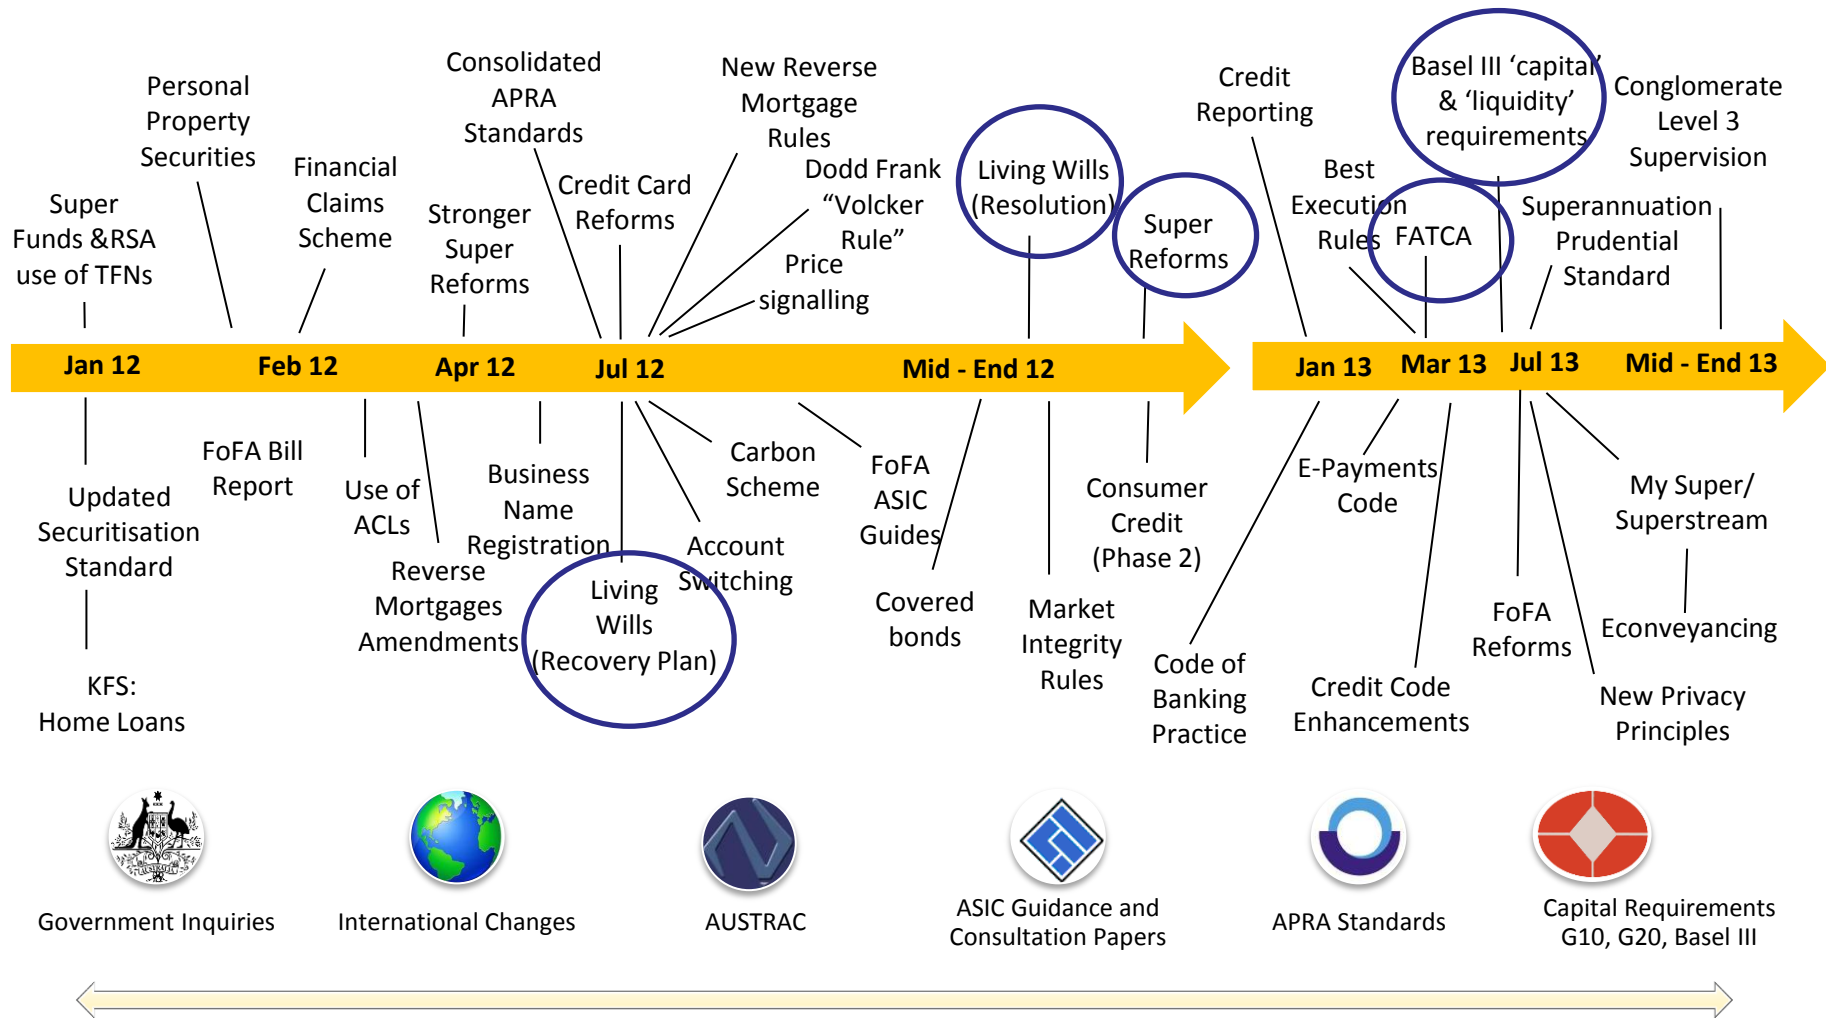 Personal
Property
Securities
Consolidated
APRA
Standards
New Reverse
Mortgage
Rules
Credit
Reporting
Basel III ‘capital’
& ‘liquidity’
requirements
Conglomerate
Level 3
Supervision
Super
Funds &RSA
use of TFNs
Financial
Claims
Scheme
Stronger
Super
Reforms
Credit Card
Reforms
Dodd Frank
“Volcker
Rule”
Price
signalling
Living Wills
(Resolution)
Super
Reforms
Best
Execution
Rules
FATCA
Superannuation
Prudential
Standard
Jan 12
Feb 12
Apr 12
Jul 12
Mid - End 12
Jan 13
Mar 13
Jul 13
Mid - End 13
Updated
Securitisation
Standard
KFS:
Home Loans
FoFA Bill
Report
Use of
ACLs
Reverse
Mortgages
Amendments
Business
Name
Registration
Living
Wills
(Recovery Plan)
Account
Switching
Carbon
Scheme
FoFA
ASIC
Guides
Covered
bonds
Market
Integrity
Rules
Consumer
Credit
(Phase 2)
Code of
Banking
Practice
E-Payments
Code
Credit Code
Enhancements
FoFA
Reforms
New Privacy
Principles
My Super/
Superstream
Econveyancing
AUSTRALIA
Government Inquiries
International Changes
AUSTRAC
ASIC Guidance and
Consultation Papers
APRA Standards
Capital Requirements
G10, G20, Basel III